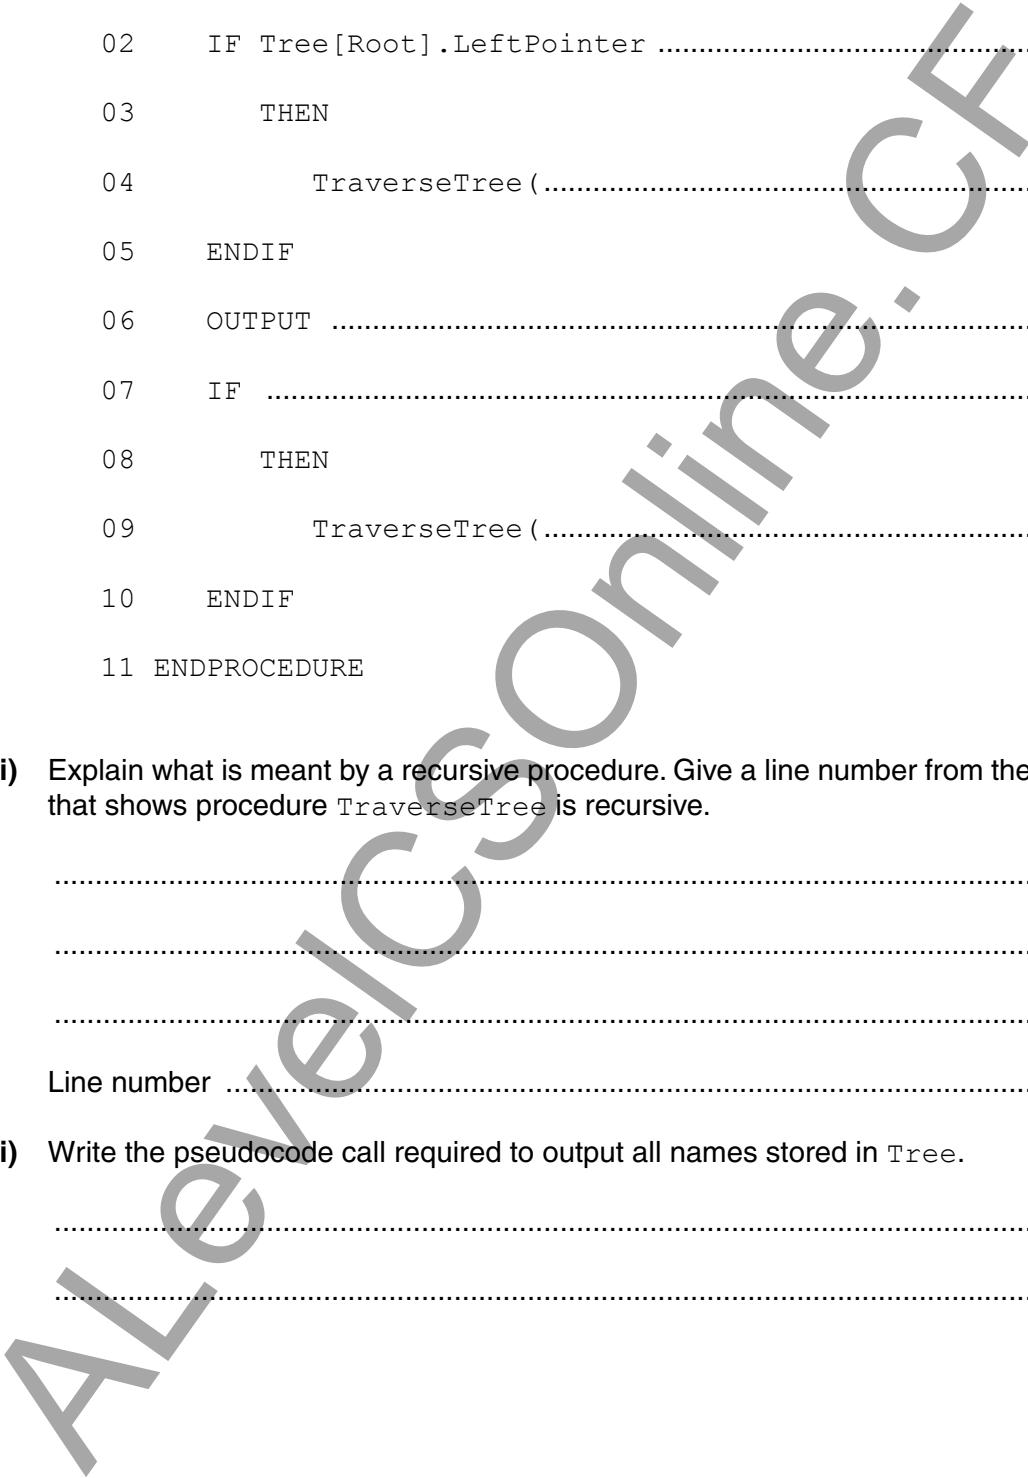 02 IF Tree[Root].LeftPointer ..............................................
03 THEN
04 TraverseTree(............................................................
05 ENDIF
06 OUTPUT .....................................................................................
07 IF .............................................................................................
08 THEN
09 TraverseTree(............................................................
10 ENDIF
11 ENDPROCEDURE
i) Explain what is meant by a recursive procedure. Give a line number from the
that shows procedure TraverseTree is recursive.
..........................................................................................................................
..........................................................................................................................
..........................................................................................................................
Line number ....................................................................................................
i) Write the pseudocode call required to output all names stored in Tree.
..........................................................................................................................
..........................................................................................................................
ALevelCSOnline.CF